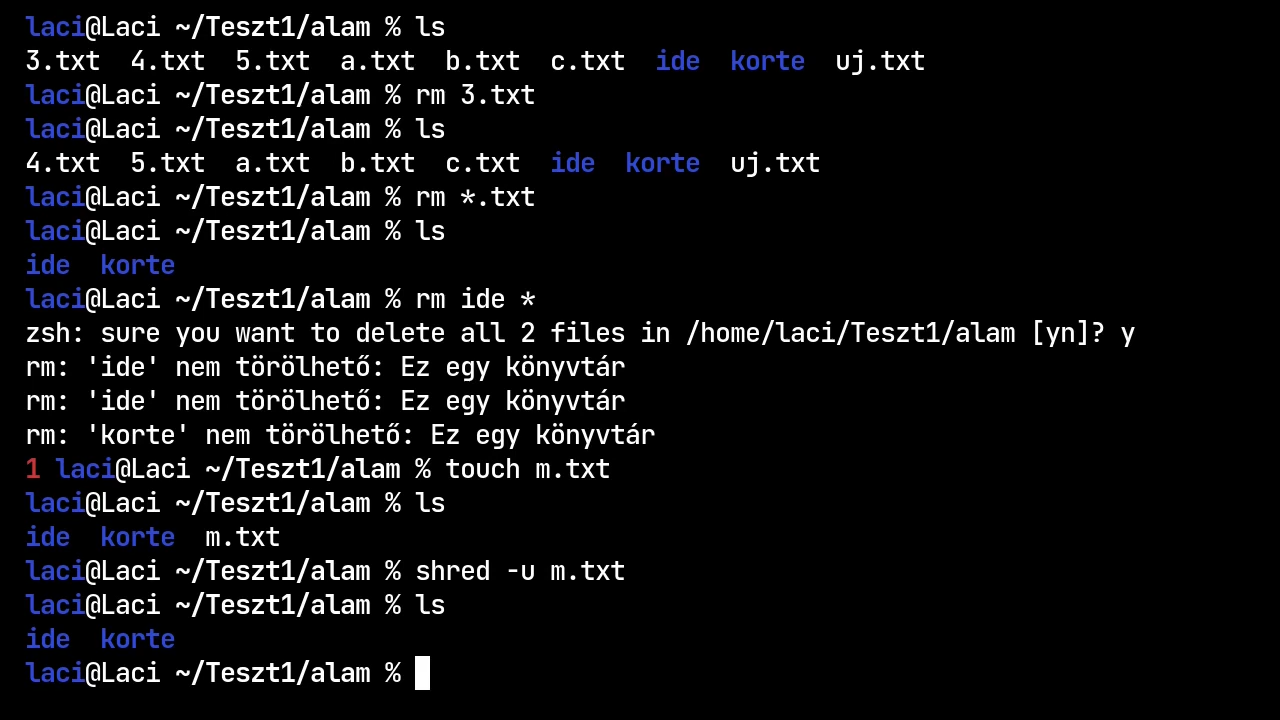 laci@Laci ~/Teszt1/alam % ls
3.txt  4.txt  5.txt  a.txt  b.txt  c.txt  ide  korte  uj.txt
laci@Laci ~/Teszt1/alam % rm 3.txt
laci@Laci ~/Teszt1/alam % ls
4.txt  5.txt  a.txt  b.txt  c.txt  ide  korte  uj.txt
laci@Laci ~/Teszt1/alam % rm *.txt
laci@Laci ~/Teszt1/alam % ls
ide  korte
laci@Laci ~/Teszt1/alam % rm ide *
zsh: sure you want to delete all 2 files in /home/laci/Teszt1/alam [yn]? y
rm: 'ide' nem törölhető: Ez egy könyvtár
rm: 'ide' nem törölhető: Ez egy könyvtár
rm: 'korte' nem törölhető: Ez egy könyvtár
1 laci@Laci ~/Teszt1/alam % touch m.txt
laci@Laci ~/Teszt1/alam % ls
ide  korte  m.txt
laci@Laci ~/Teszt1/alam % shred -u m.txt
laci@Laci ~/Teszt1/alam % ls
ide  korte
laci@Laci ~/Teszt1/alam %